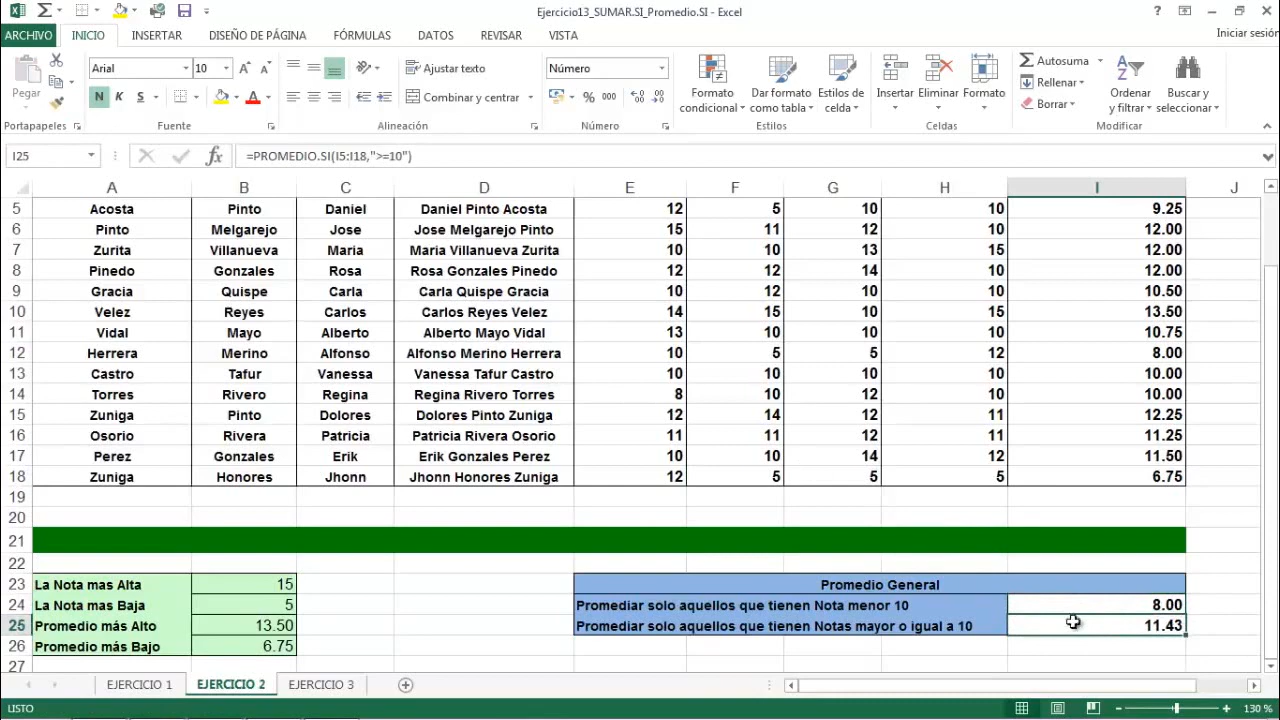 Ejercicio13_SUMAR.SI_Promedio.SI - Excel
ARCHIVO INICIO INSERTAR DISEÑO DE PÁGINA FÓRMULAS DATOS REVISAR VISTA Iniciar sesión
Pegar
Arial 10
N K S
Ajustar texto
Combinar y centrar
Número
% 000
Formato condicional
Dar formato como tabla
Estilos de celda
Insertar Eliminar Formato
Autosuma
Rellenar
Borrar
Ordenar y filtrar
Buscar y seleccionar
Portapapeles Fuente Alineación Número Estilos Celdas Modificar
I25 fx =PROMEDIO.SI(I5:I18,">=10")
A B C D E F G H I J
5 Acosta Pinto Daniel Daniel Pinto Acosta 12 5 10 10 9.25
6 Pinto Melgarejo Jose Jose Melgarejo Pinto 15 11 12 10 12.00
7 Zurita Villanueva Maria Maria Villanueva Zurita 10 10 13 15 12.00
8 Pinedo Gonzales Rosa Rosa Gonzales Pinedo 12 12 14 10 12.00
9 Gracia Quispe Carla Carla Quispe Gracia 10 12 10 10 10.50
10 Velez Reyes Carlos Carlos Reyes Velez 14 15 10 15 13.50
11 Vidal Mayo Alberto Alberto Mayo Vidal 13 10 10 10 10.75
12 Herrera Merino Alfonso Alfonso Merino Herrera 10 5 5 12 8.00
13 Castro Tafur Vanessa Vanessa Tafur Castro 10 10 10 10 10.00
14 Torres Rivero Regina Regina Rivero Torres 8 10 12 10 10.00
15 Zuniga Pinto Dolores Dolores Pinto Zuniga 12 14 12 11 12.25
16 Osorio Rivera Patricia Patricia Rivera Osorio 11 11 12 11 11.25
17 Perez Gonzales Erik Erik Gonzales Perez 10 10 14 12 11.50
18 Zuniga Honores Jhonn Jhonn Honores Zuniga 12 5 5 5 6.75
19
20
21
22
23 La Nota mas Alta 15 Promedio General
24 La Nota mas Baja 5 Promediar solo aquellos que tienen Nota menor 10 8.00
25 Promedio más Alto 13.50 Promediar solo aquellos que tienen Notas mayor o igual a 10 11.43
26 Promedio más Bajo 6.75
27
EJERCICIO 1 EJERCICIO 2 EJERCICIO 3
LISTO 130 %